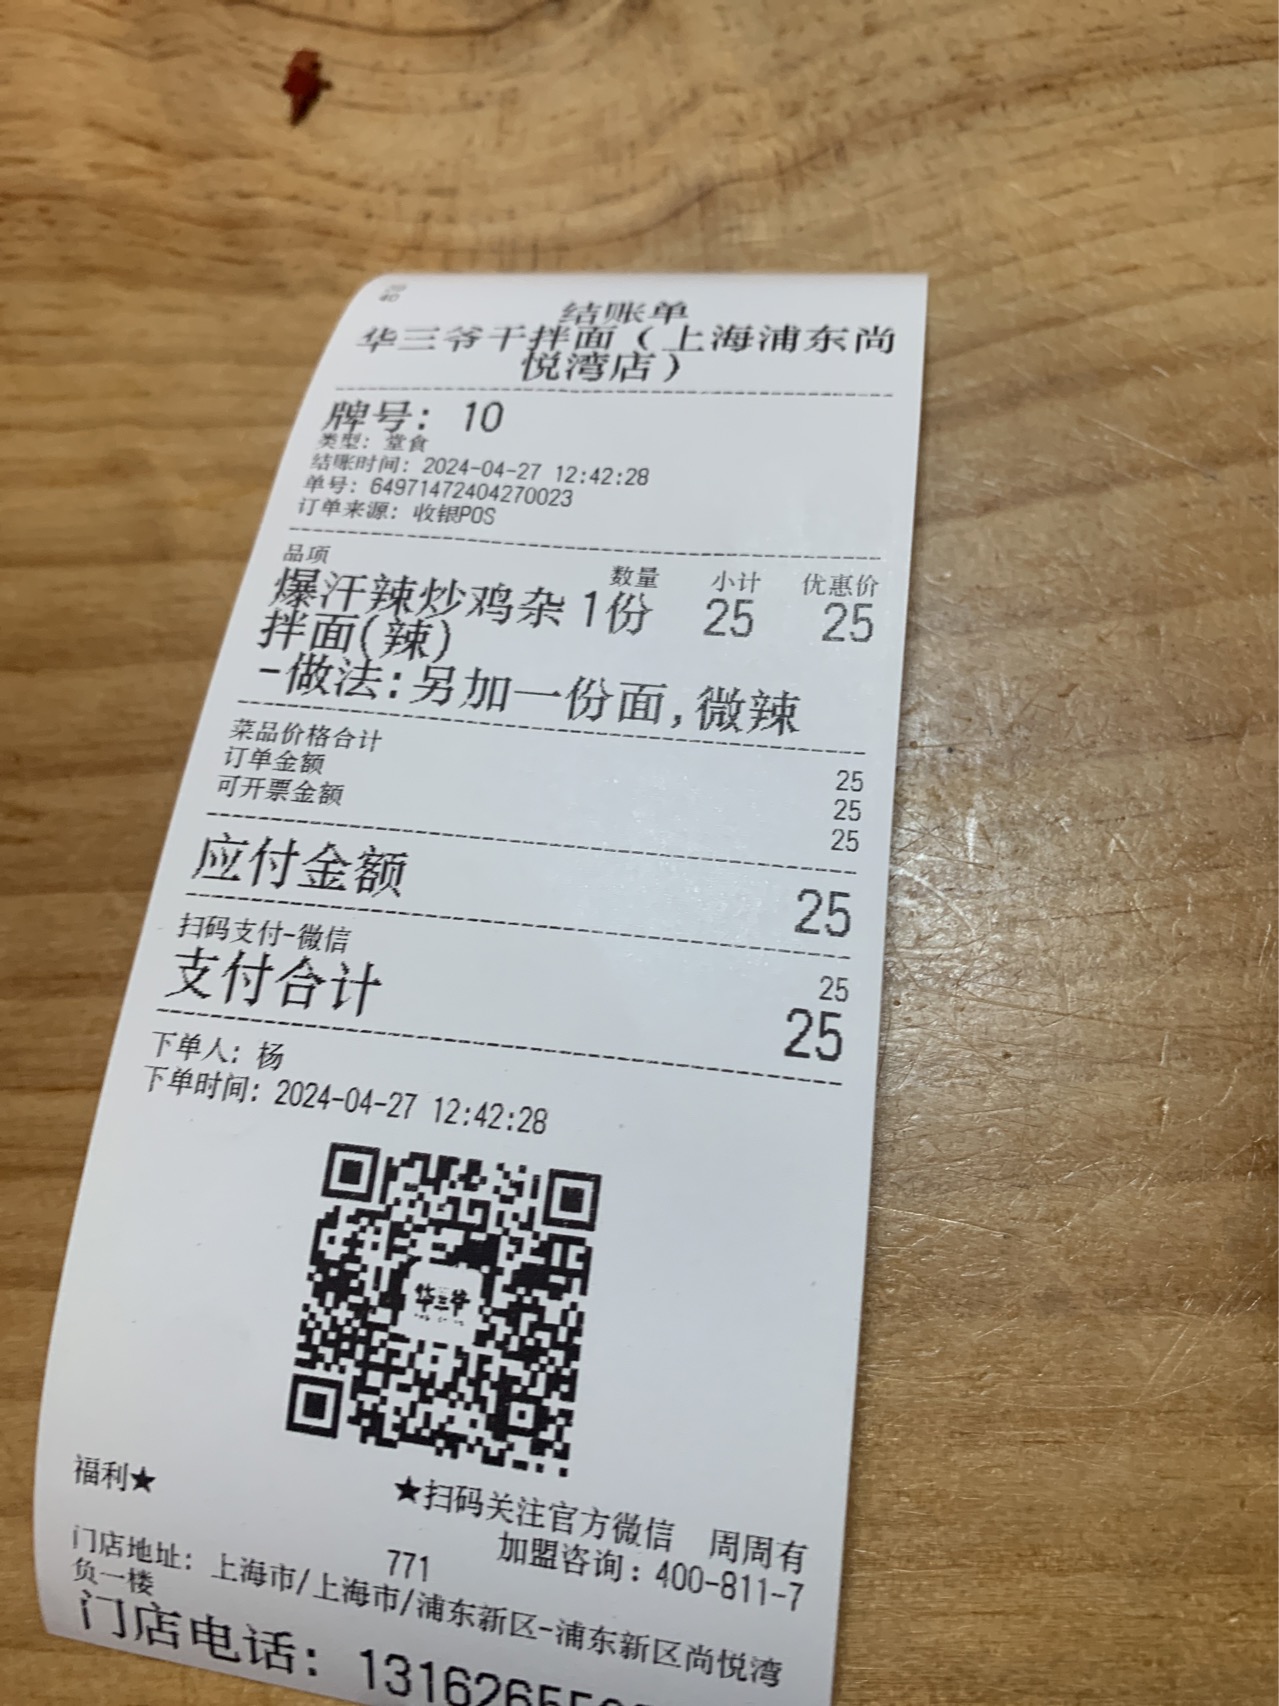 结账单
华三爷干拌面（上海浦东尚
悦湾店）
牌号：10
类型：堂食
结账时间：2024-04-27 12:42:28
单号：64971472404270023
订单来源：收银POS
品项 数量 小计 优惠价
爆汗辣炒鸡杂 1份 25 25
拌面(辣)
-做法:另加一份面,微辣
菜品价格合计 25
订单金额 25
可开票金额 25
应付金额 25
扫码支付-微信 25
支付合计 25
下单人：杨
下单时间：2024-04-27 12:42:28
华三爷
★扫码关注官方微信 周周有
福利★
加盟咨询：400-811-7
771
门店地址：上海市/上海市/浦东新区-浦东新区尚悦湾
负一楼
门店电话：